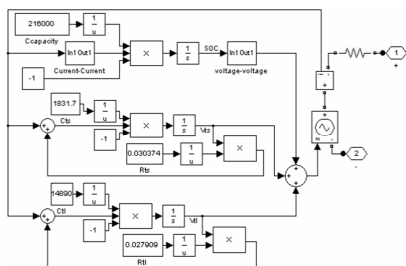 216000
1
u
Ccapacity
In1 Out1
×
1
s
SOC
In1 Out1
Current-Current
voltage-voltage
-1
1
+
1831.7
1
u
Cts
×
1
s
Vts
-1
2
-
0.030374
1
u
×
Rts
14890
1
u
Ctl
×
1
s
Vtl
-1
0.027909
1
u
×
Rtl